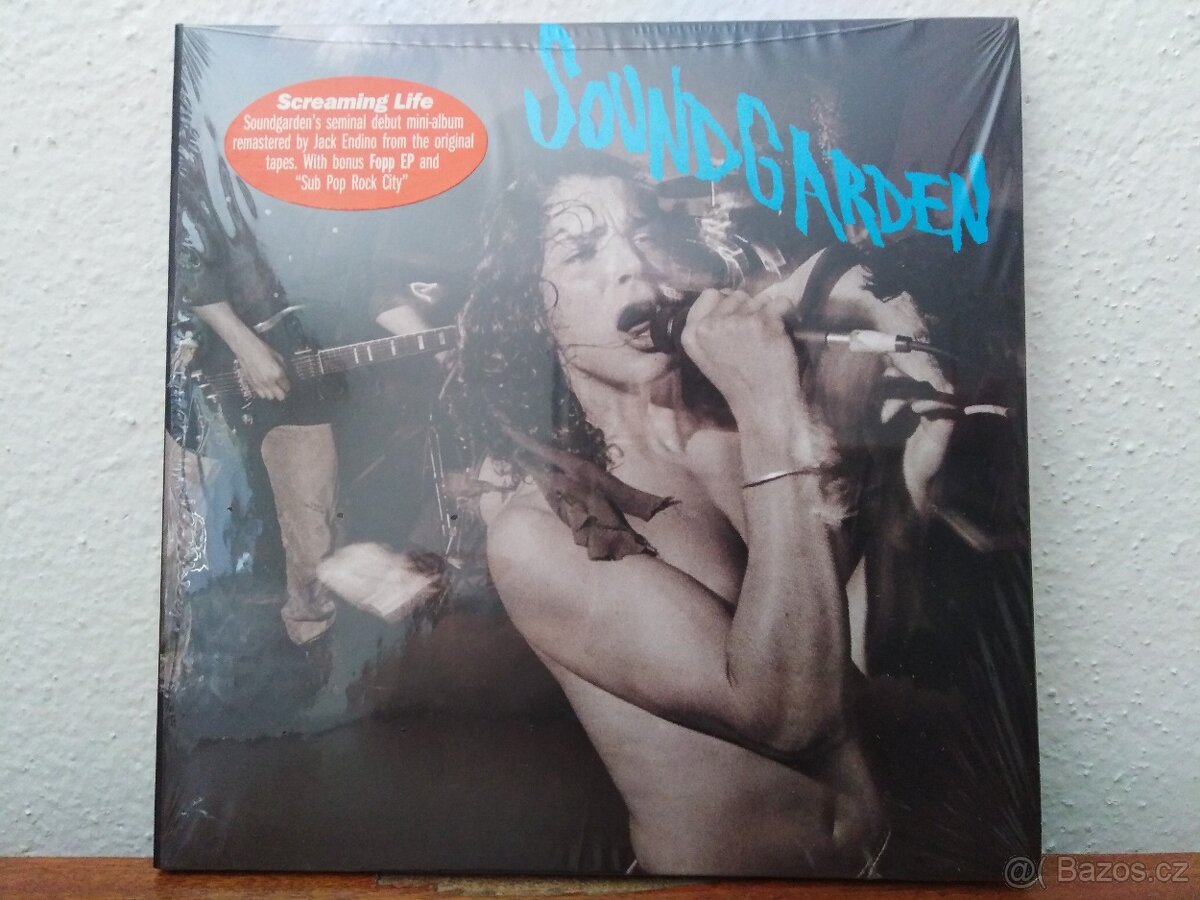 SOUNDGARDEN
Screaming Life
Soundgarden's seminal debut mini-album
remastered by Jack Endino from the original
tapes. With bonus Fopp EP and
"Sub Pop Rock City"
@( Bazos.cz